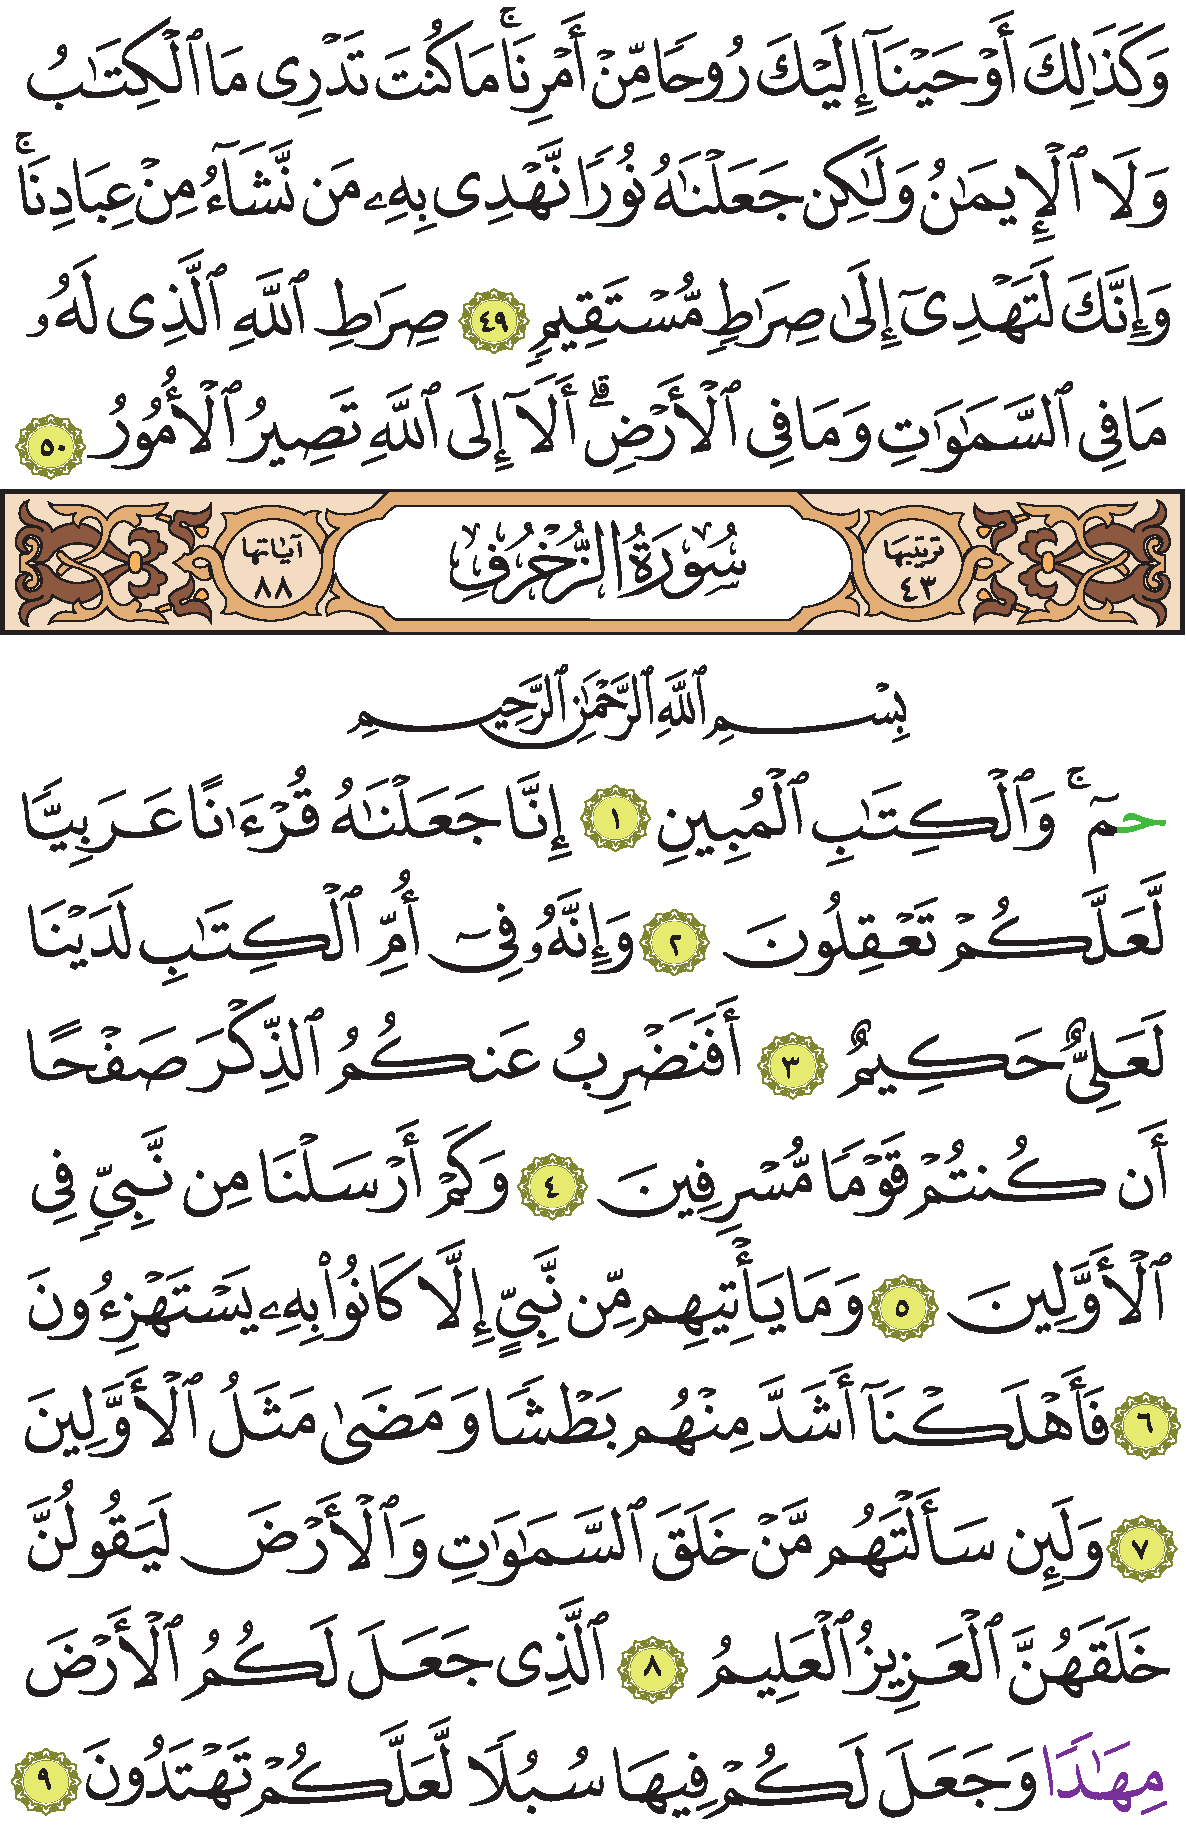 وَكَذَٰلِكَ أَوْحَيْنَآ إِلَيْكَ رُوحًا مِّنْ أَمْرِنَا ۚ مَا كُنتَ تَدْرِى مَا ٱلْكِتَٰبُ
وَلَا ٱلْإِيمَٰنُ وَلَٰكِن جَعَلْنَٰهُ نُورًا نَّهْدِى بِهِۦ مَن نَّشَآءُ مِنْ عِبَادِنَا ۚ
وَإِنَّكَ لَتَهْدِىٓ إِلَىٰ صِرَٰطٍ مُّسْتَقِيمٍ ٤٩ صِرَٰطِ ٱللَّهِ ٱلَّذِى لَهُۥ
مَا فِى ٱلسَّمَٰوَٰتِ وَمَا فِى ٱلْأَرْضِ ۗ أَلَآ إِلَى ٱللَّهِ تَصِيرُ ٱلْأُمُورُ ٥٠
ترتيبها ٤٣ سُورَةُ الزُّخْرُفِ آياتها ٨٨
بِسْمِ ٱللَّهِ ٱلرَّحْمَٰنِ ٱلرَّحِيمِ
حمٓ ۚ وَٱلْكِتَٰبِ ٱلْمُبِينِ ١ إِنَّا جَعَلْنَٰهُ قُرْءَٰنًا عَرَبِيًّا
لَّعَلَّكُمْ تَعْقِلُونَ ٢ وَإِنَّهُۥ فِىٓ أُمِّ ٱلْكِتَٰبِ لَدَيْنَا
لَعَلِىٌّ حَكِيمٌ ٣ أَفَنَضْرِبُ عَنكُمُ ٱلذِّكْرَ صَفْحًا
أَن كُنتُمْ قَوْمًا مُّسْرِفِينَ ٤ وَكَمْ أَرْسَلْنَا مِن نَّبِىٍّ فِى
ٱلْأَوَّلِينَ ٥ وَمَا يَأْتِيهِم مِّن نَّبِىٍّ إِلَّا كَانُوا۟ بِهِۦ يَسْتَهْزِءُونَ
٦ فَأَهْلَكْنَآ أَشَدَّ مِنْهُم بَطْشًا وَمَضَىٰ مَثَلُ ٱلْأَوَّلِينَ
٧ وَلَئِن سَأَلْتَهُم مَّنْ خَلَقَ ٱلسَّمَٰوَٰتِ وَٱلْأَرْضَ لَيَقُولُنَّ
خَلَقَهُنَّ ٱلْعَزِيزُ ٱلْعَلِيمُ ٨ ٱلَّذِى جَعَلَ لَكُمُ ٱلْأَرْضَ
مِهَٰدًا وَجَعَلَ لَكُمْ فِيهَا سُبُلًا لَّعَلَّكُمْ تَهْتَدُونَ ٩